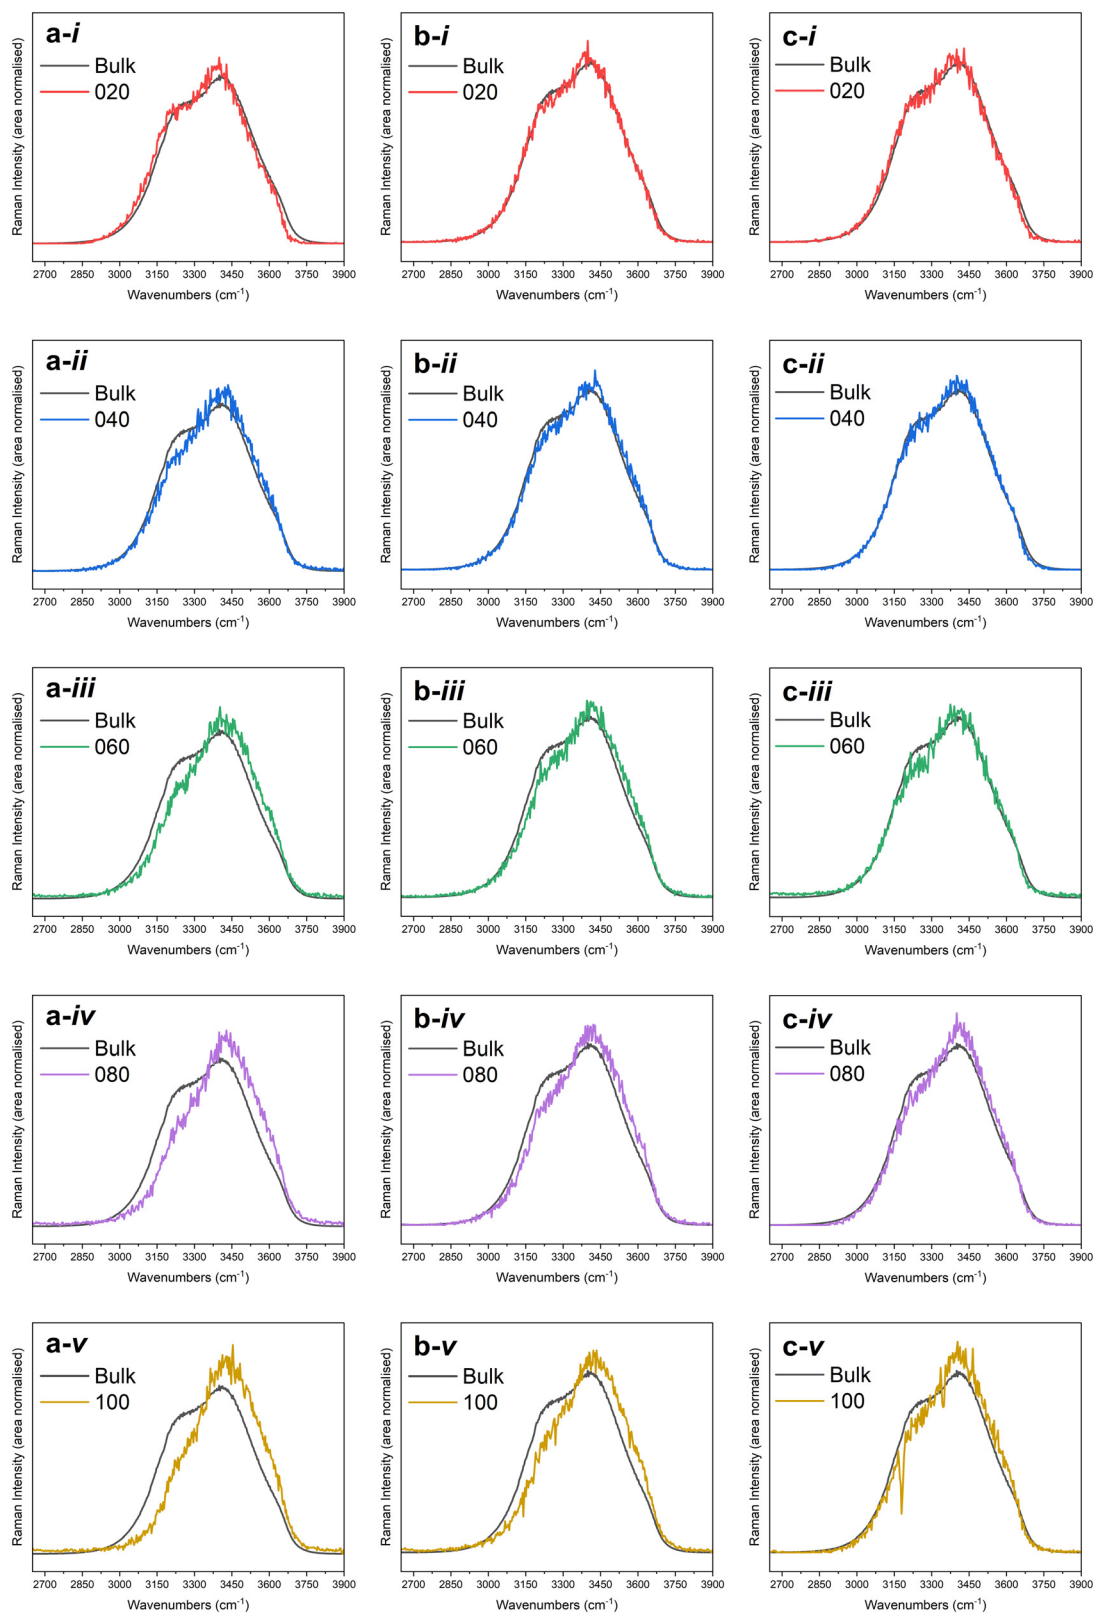 a-i
Bulk
020
Raman Intensity (area normalised)
2700 2850 3000 3150 3300 3450 3600 3750 3900
Wavenumbers (cm⁻¹)
b-i
Bulk
020
Raman Intensity (area normalised)
2700 2850 3000 3150 3300 3450 3600 3750 3900
Wavenumbers (cm⁻¹)
c-i
Bulk
020
Raman Intensity (area normalised)
2700 2850 3000 3150 3300 3450 3600 3750 3900
Wavenumbers (cm⁻¹)
a-ii
Bulk
040
Raman Intensity (area normalised)
2700 2850 3000 3150 3300 3450 3600 3750 3900
Wavenumbers (cm⁻¹)
b-ii
Bulk
040
Raman Intensity (area normalised)
2700 2850 3000 3150 3300 3450 3600 3750 3900
Wavenumbers (cm⁻¹)
c-ii
Bulk
040
Raman Intensity (area normalised)
2700 2850 3000 3150 3300 3450 3600 3750 3900
Wavenumbers (cm⁻¹)
a-iii
Bulk
060
Raman Intensity (area normalised)
2700 2850 3000 3150 3300 3450 3600 3750 3900
Wavenumbers (cm⁻¹)
b-iii
Bulk
060
Raman Intensity (area normalised)
2700 2850 3000 3150 3300 3450 3600 3750 3900
Wavenumbers (cm⁻¹)
c-iii
Bulk
060
Raman Intensity (area normalised)
2700 2850 3000 3150 3300 3450 3600 3750 3900
Wavenumbers (cm⁻¹)
a-iv
Bulk
080
Raman Intensity (area normalised)
2700 2850 3000 3150 3300 3450 3600 3750 3900
Wavenumbers (cm⁻¹)
b-iv
Bulk
080
Raman Intensity (area normalised)
2700 2850 3000 3150 3300 3450 3600 3750 3900
Wavenumbers (cm⁻¹)
c-iv
Bulk
080
Raman Intensity (area normalised)
2700 2850 3000 3150 3300 3450 3600 3750 3900
Wavenumbers (cm⁻¹)
a-v
Bulk
100
Raman Intensity (area normalised)
2700 2850 3000 3150 3300 3450 3600 3750 3900
Wavenumbers (cm⁻¹)
b-v
Bulk
100
Raman Intensity (area normalised)
2700 2850 3000 3150 3300 3450 3600 3750 3900
Wavenumbers (cm⁻¹)
c-v
Bulk
100
Raman Intensity (area normalised)
2700 2850 3000 3150 3300 3450 3600 3750 3900
Wavenumbers (cm⁻¹)